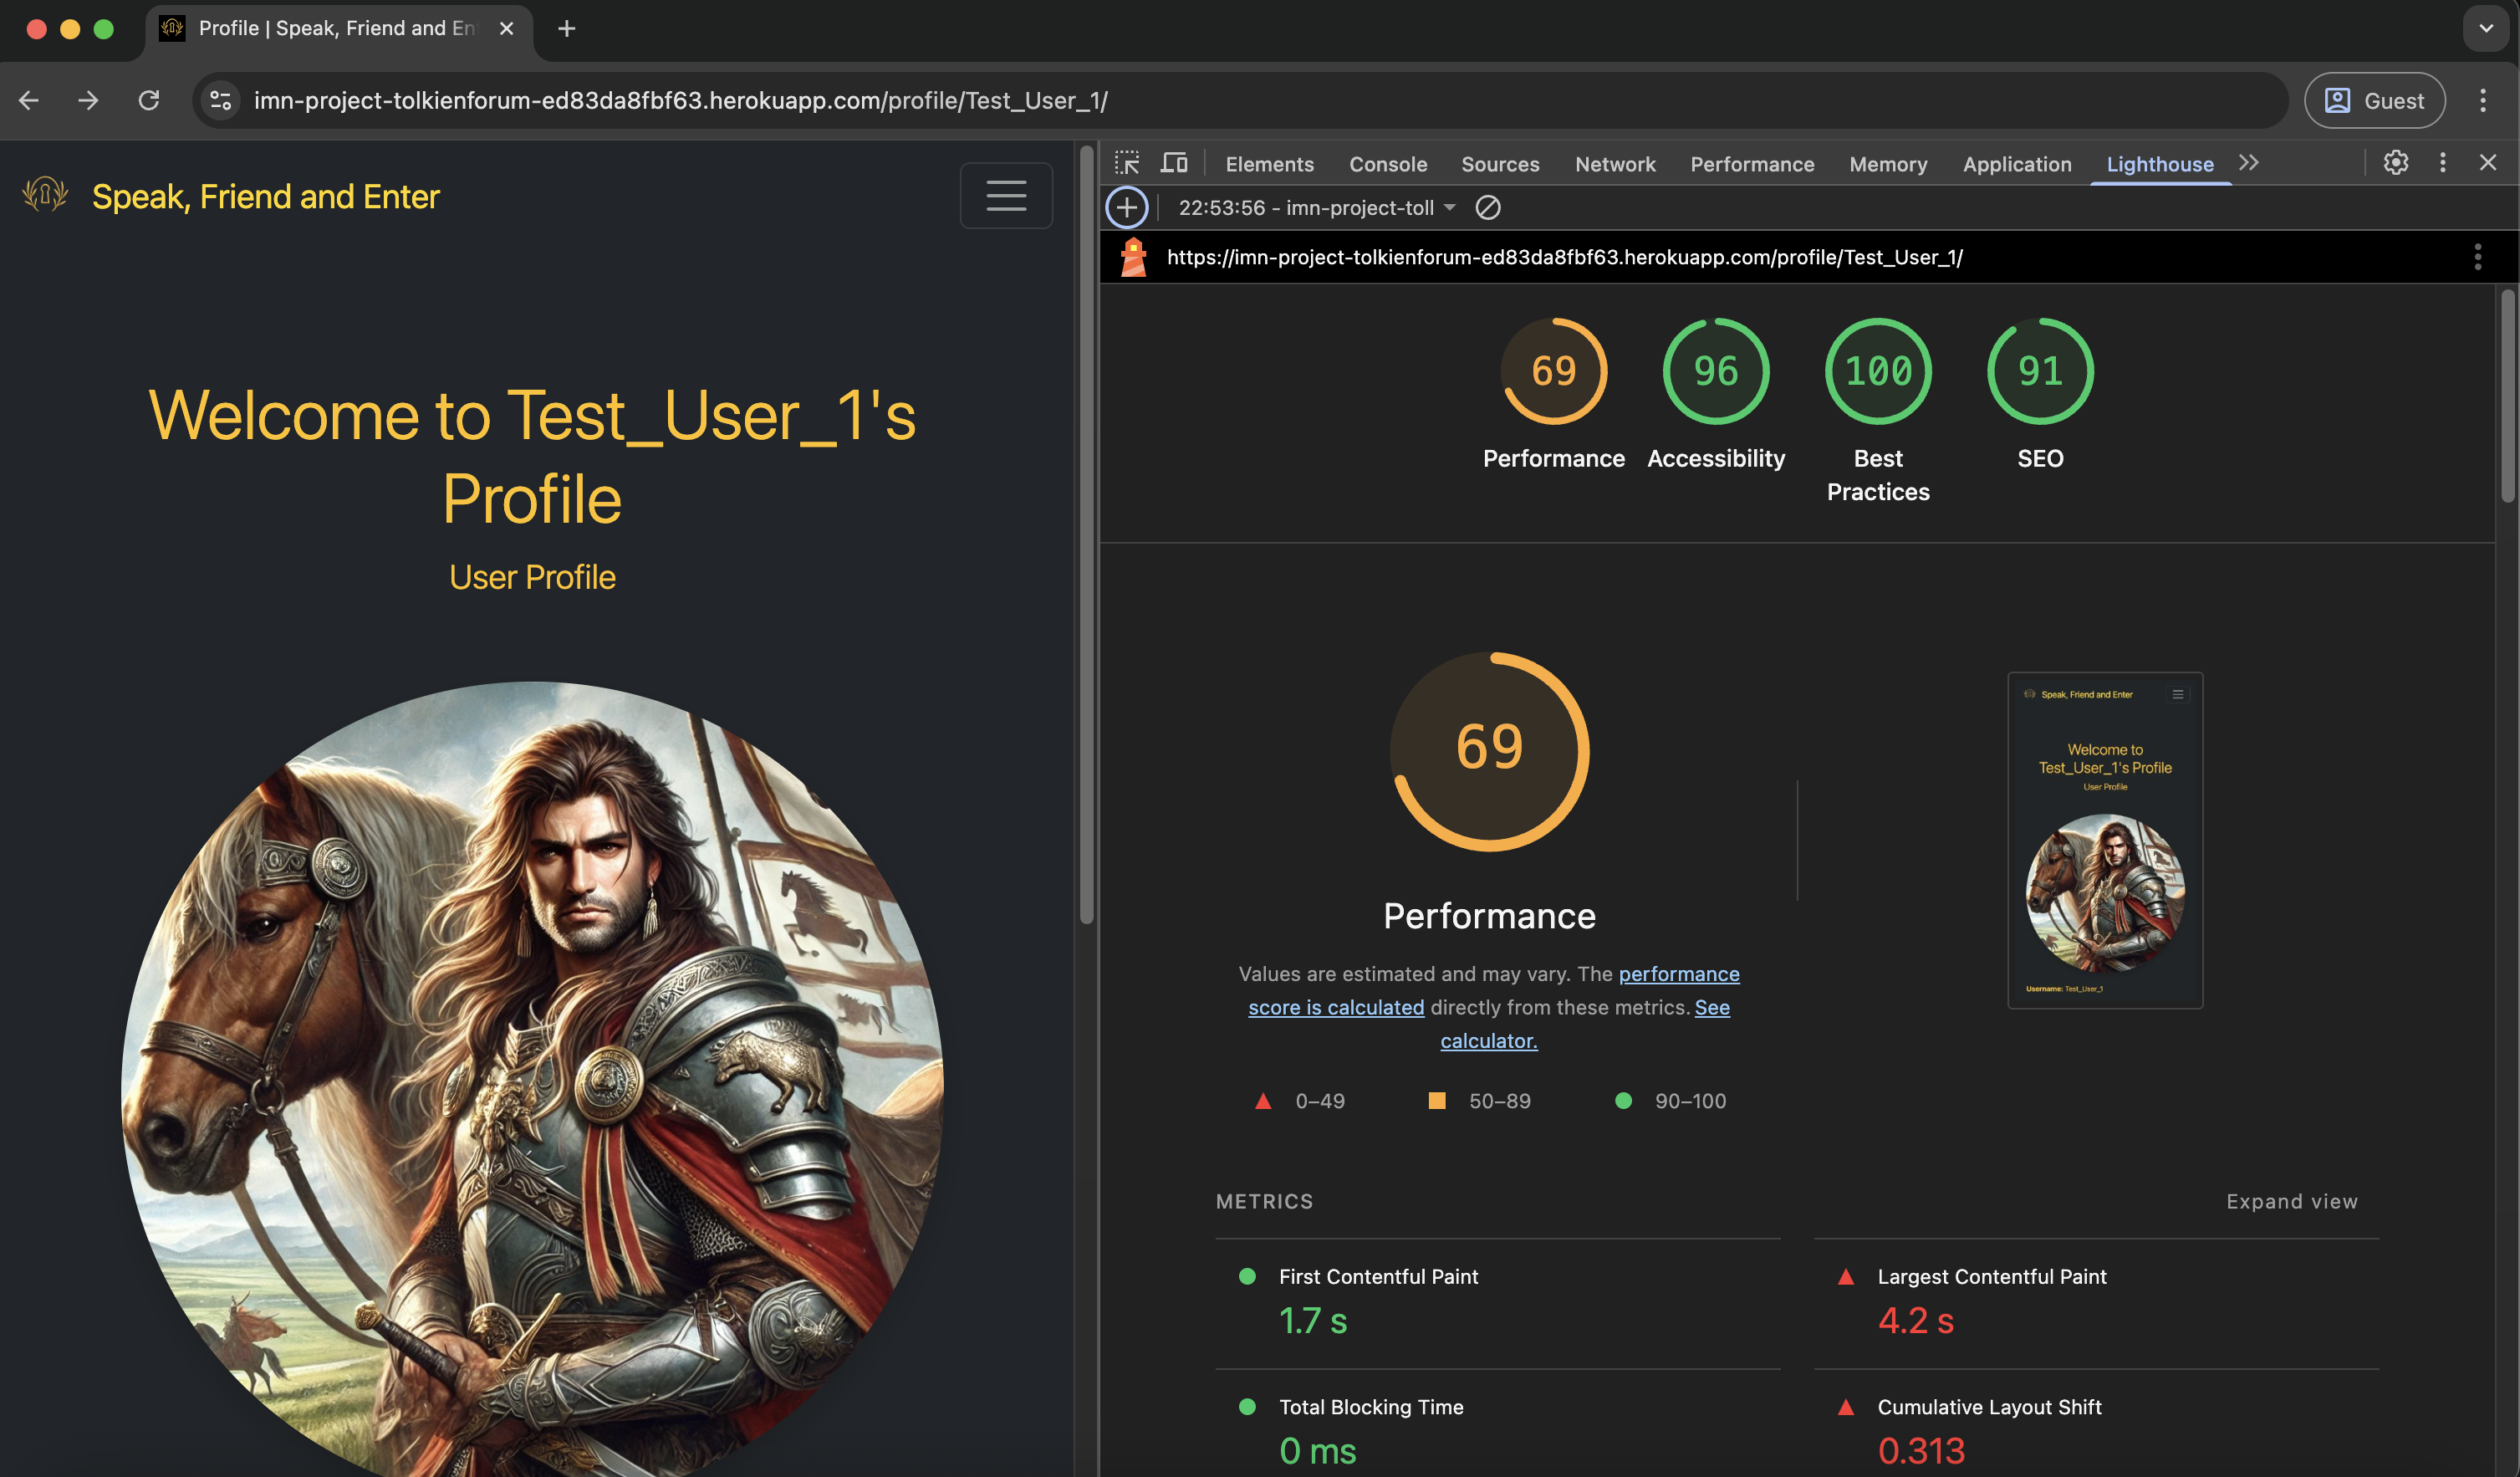 Profile | Speak, Friend and En
imn-project-tolkienforum-ed83da8fbf63.herokuapp.com/profile/Test_User_1/
Guest
Speak, Friend and Enter
Welcome to Test_User_1's
Profile
User Profile
Elements Console Sources Network Performance Memory Application Lighthouse
22:53:56 - imn-project-toll
https://imn-project-tolkienforum-ed83da8fbf63.herokuapp.com/profile/Test_User_1/
69 96 100 91
Performance Accessibility Best Practices SEO
69
Performance
Values are estimated and may vary. The performance
score is calculated directly from these metrics. See
calculator.
0–49 50–89 90–100
Speak, Friend and Enter
Welcome to
Test_User_1's Profile
User Profile
Username: Test_User_1
METRICS
Expand view
First Contentful Paint
1.7 s
Largest Contentful Paint
4.2 s
Total Blocking Time
0 ms
Cumulative Layout Shift
0.313